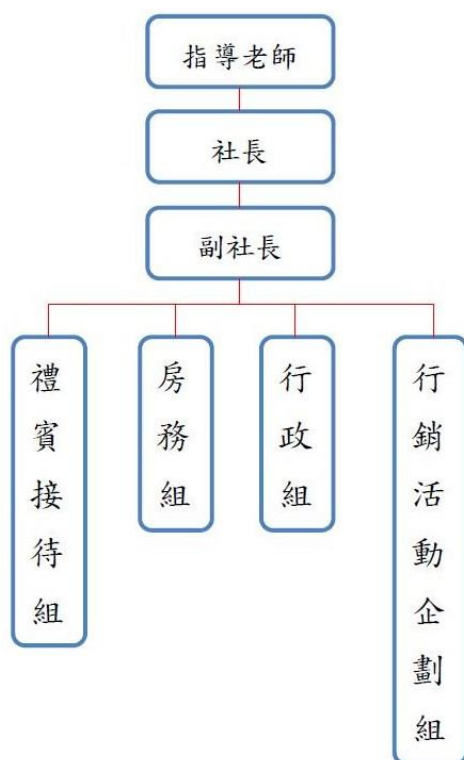 指導老師
社長
副社長
禮賓接待組
房務組
行政組
行銷活動企劃組